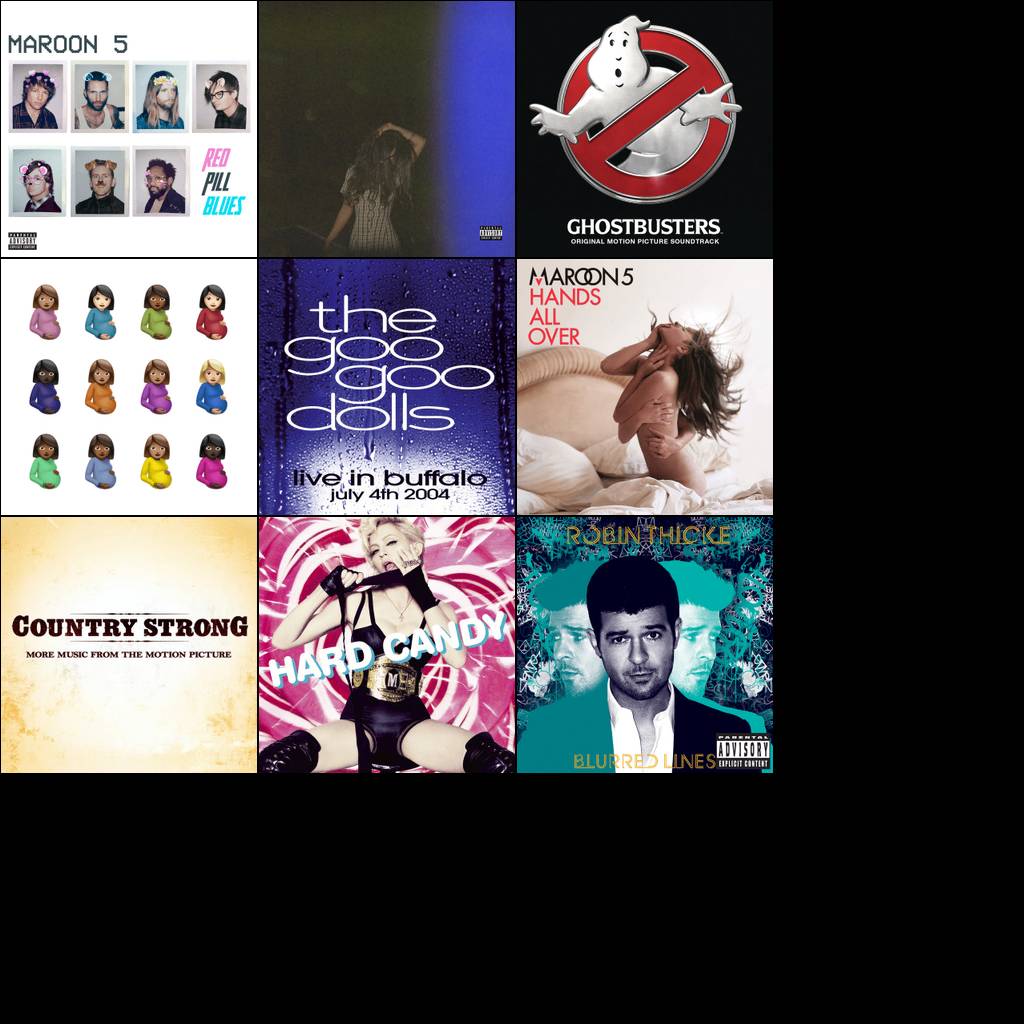 MAROON 5
RED
PILL
BLUES
PARENTAL
ADVISORY
EXPLICIT CONTENT
PARENTAL
ADVISORY
EXPLICIT CONTENT
GHOSTBUSTERS
ORIGINAL MOTION PICTURE SOUNDTRACK
the
goo
goo
dolls
live in buffalo
july 4th 2004
MAROON 5
HANDS
ALL
OVER
COUNTRY STRONG
MORE MUSIC FROM THE MOTION PICTURE
HARD CANDY
M
ROBIN THICKE
BLURRED LINES
PARENTAL
ADVISORY
EXPLICIT CONTENT